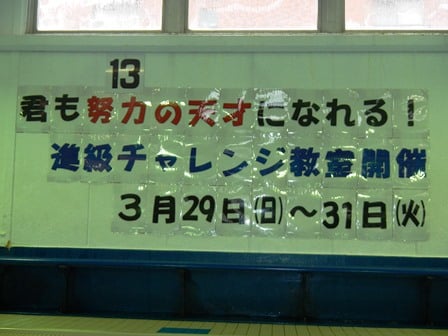 13
君も努力の天才になれる!
進級チャレンジ教室開催
3月29日(日)~31日(火)